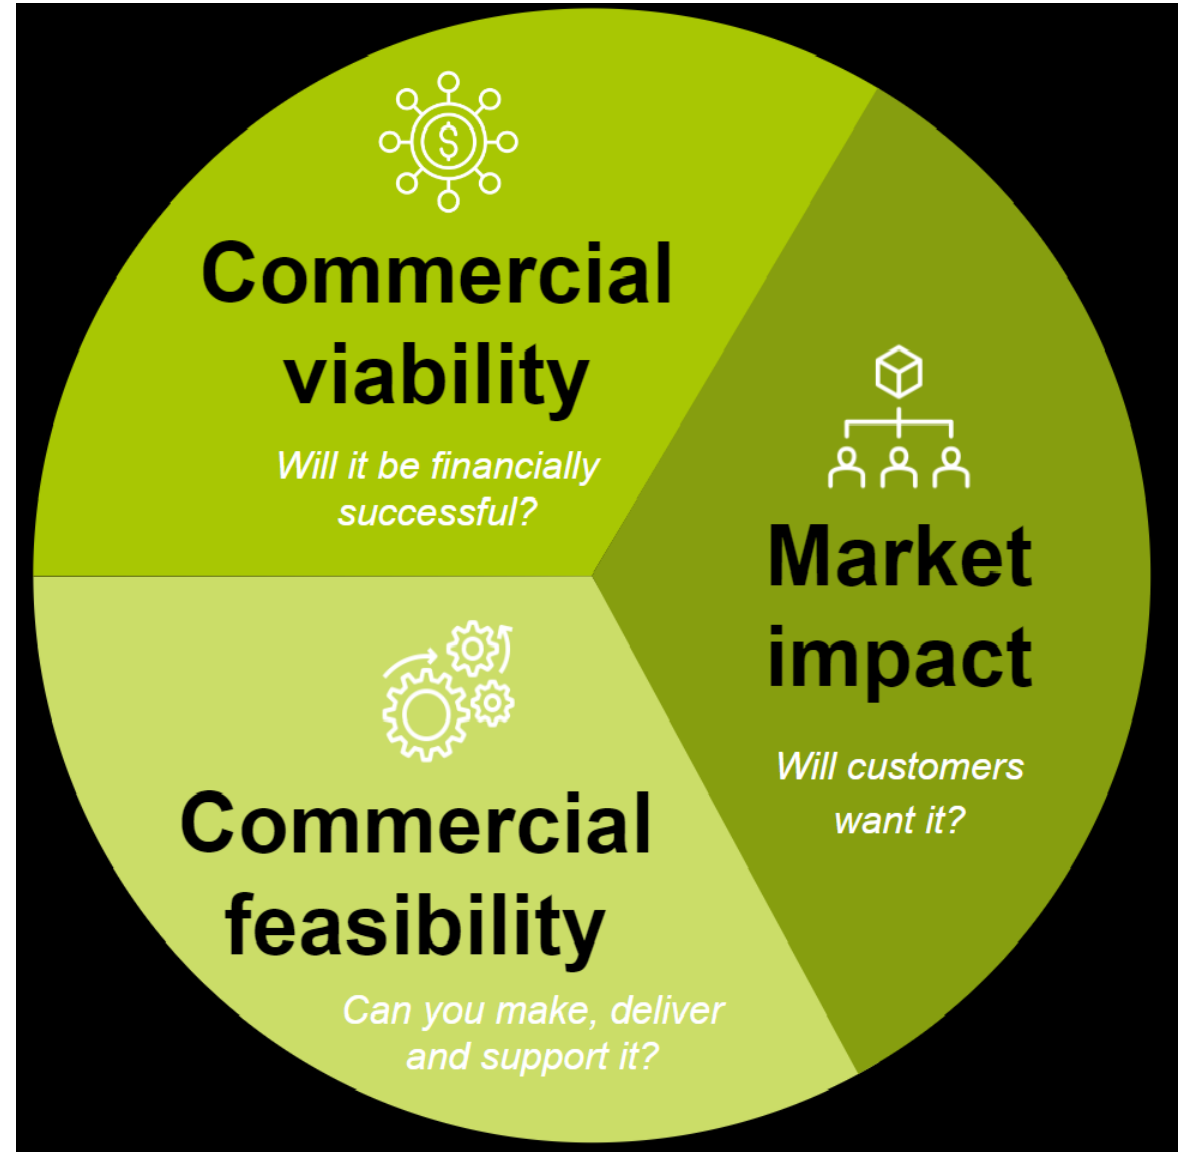 $
Commercial
viability
Will it be financially
successful?
Market
impact
Will customers
want it?
Commercial
feasibility
Can you make, deliver
and support it?